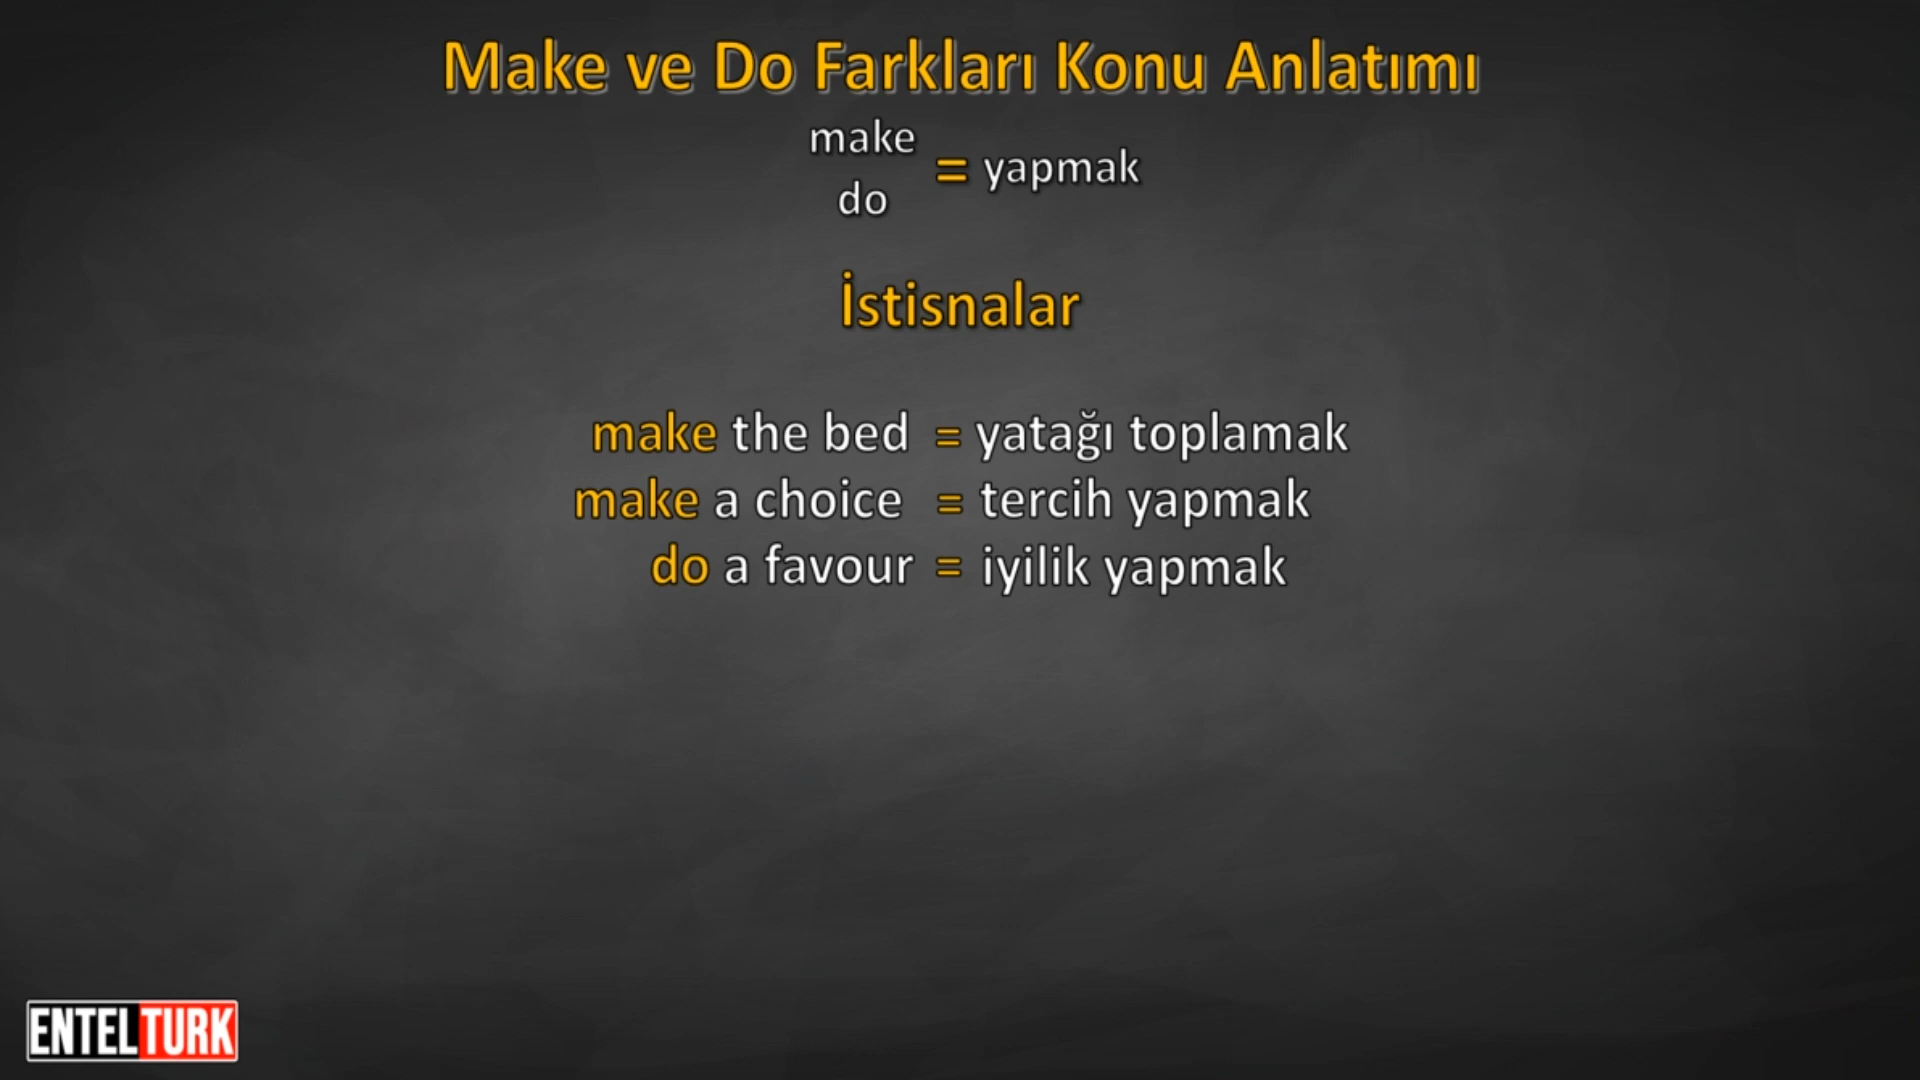 Make ve Do Farkları Konu Anlatımı
make
do
= yapmak
İstisnalar
make the bed = yatağı toplamak
make a choice = tercih yapmak
do a favour = iyilik yapmak
ENTELTURK